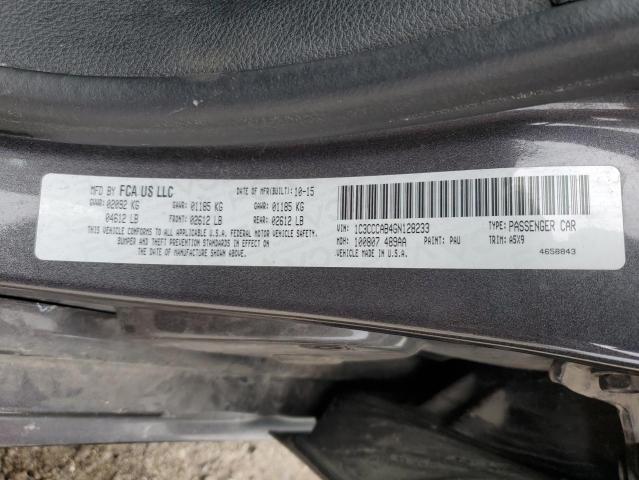 MFD BY FCA US LLC DATE OF MFR(BUILT): 10-15
GVWR: 02092 KG GAWR: 01185 KG GAWR: 01185 KG
04612 LB FRONT: 02612 LB REAR: 02612 LB
THIS VEHICLE CONFORMS TO ALL APPLICABLE U.S.A. FEDERAL MOTOR VEHICLE SAFETY,
BUMPER AND THEFT PREVENTION STANDARDS IN EFFECT ON
THE DATE OF MANUFACTURE SHOWN ABOVE.
VIN: 1C3CCCAB4GN128233 TYPE: PASSENGER CAR
MDH: 100807 489AA PAINT: PAU TRIM: A5X9
VEHICLE MADE IN U.S.A. 4658843